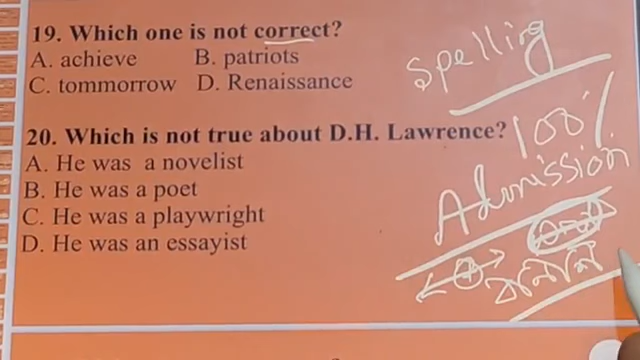 19. Which one is not correct?
A. achieve B. patriots
C. tommorrow D. Renaissance
20. Which is not true about D.H. Lawrence?
A. He was a novelist
B. He was a poet
C. He was a playwright
D. He was an essayist
Spelling
100%
Admission
বানান